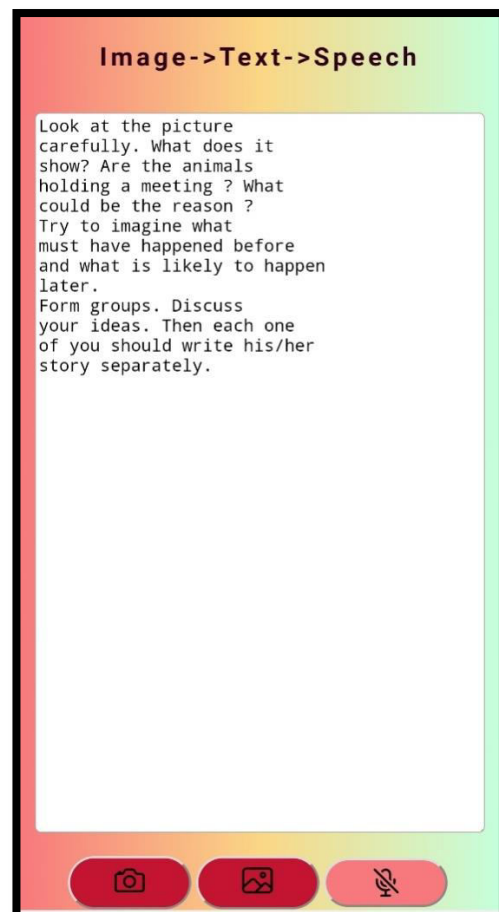 Image->Text->Speech
Look at the picture
carefully. What does it
show? Are the animals
holding a meeting ? What
could be the reason ?
Try to imagine what
must have happened before
and what is likely to happen
later.
Form groups. Discuss
your ideas. Then each one
of you should write his/her
story separately.